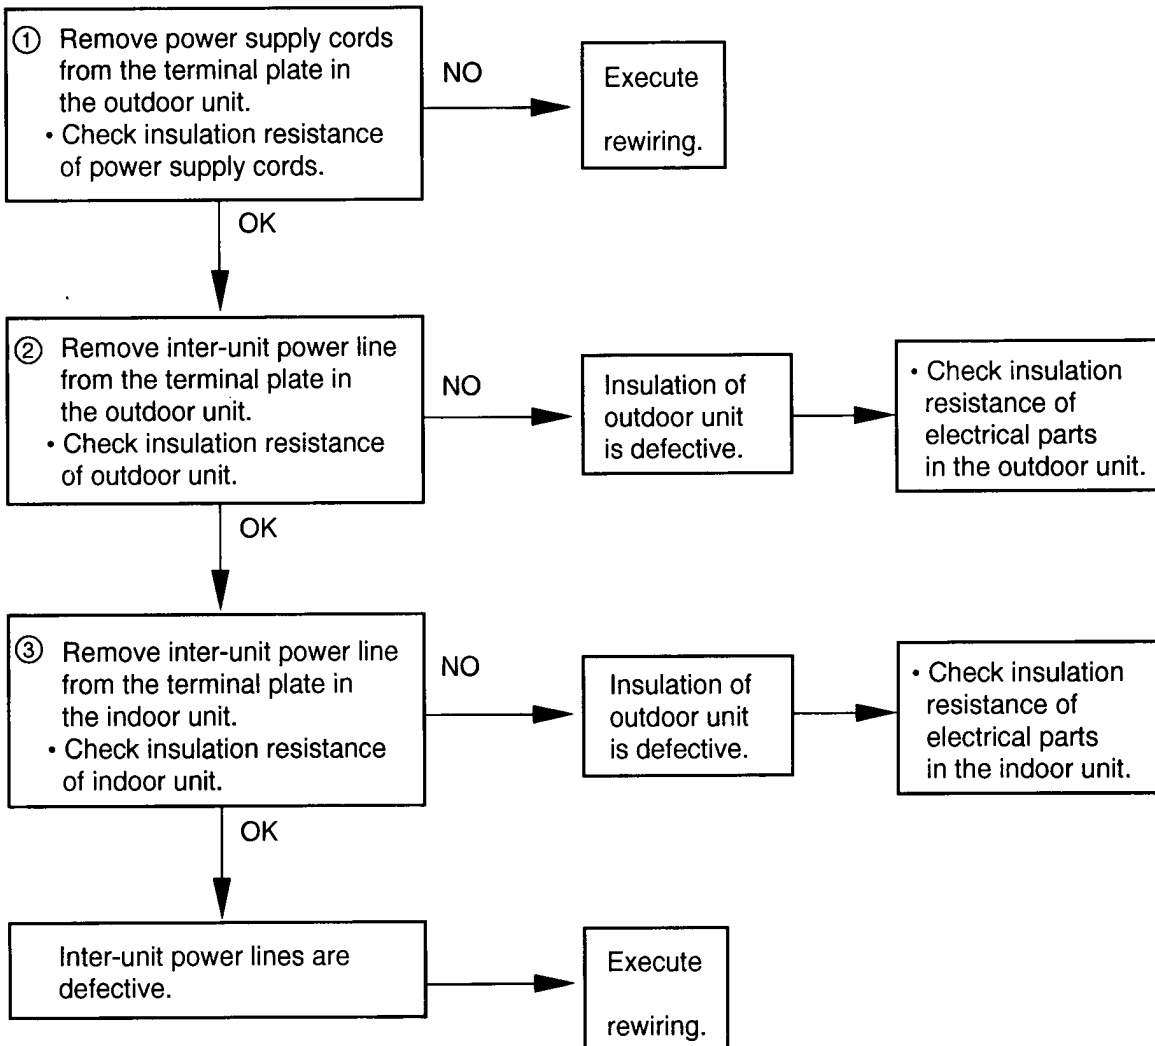 ① Remove power supply cords
from the terminal plate in
the outdoor unit.
• Check insulation resistance
of power supply cords.
NO
Execute
rewiring.
OK
② Remove inter-unit power line
from the terminal plate in
the outdoor unit.
• Check insulation resistance
of outdoor unit.
NO
Insulation of
outdoor unit
is defective.
• Check insulation
resistance of
electrical parts
in the outdoor unit.
OK
③ Remove inter-unit power line
from the terminal plate in
the indoor unit.
• Check insulation resistance
of indoor unit.
NO
Insulation of
outdoor unit
is defective.
• Check insulation
resistance of
electrical parts
in the indoor unit.
OK
Inter-unit power lines are
defective.
Execute
rewiring.